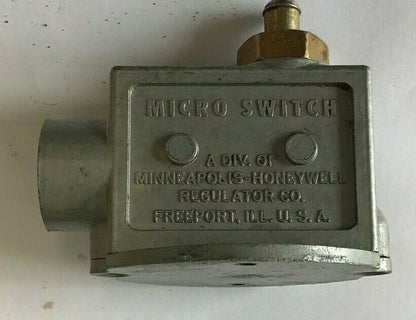 MICRO SWITCH
A DIV. OF
MINNEAPOLIS-HONEYWELL
REGULATOR CO.
FREEPORT, ILL. U. S. A.